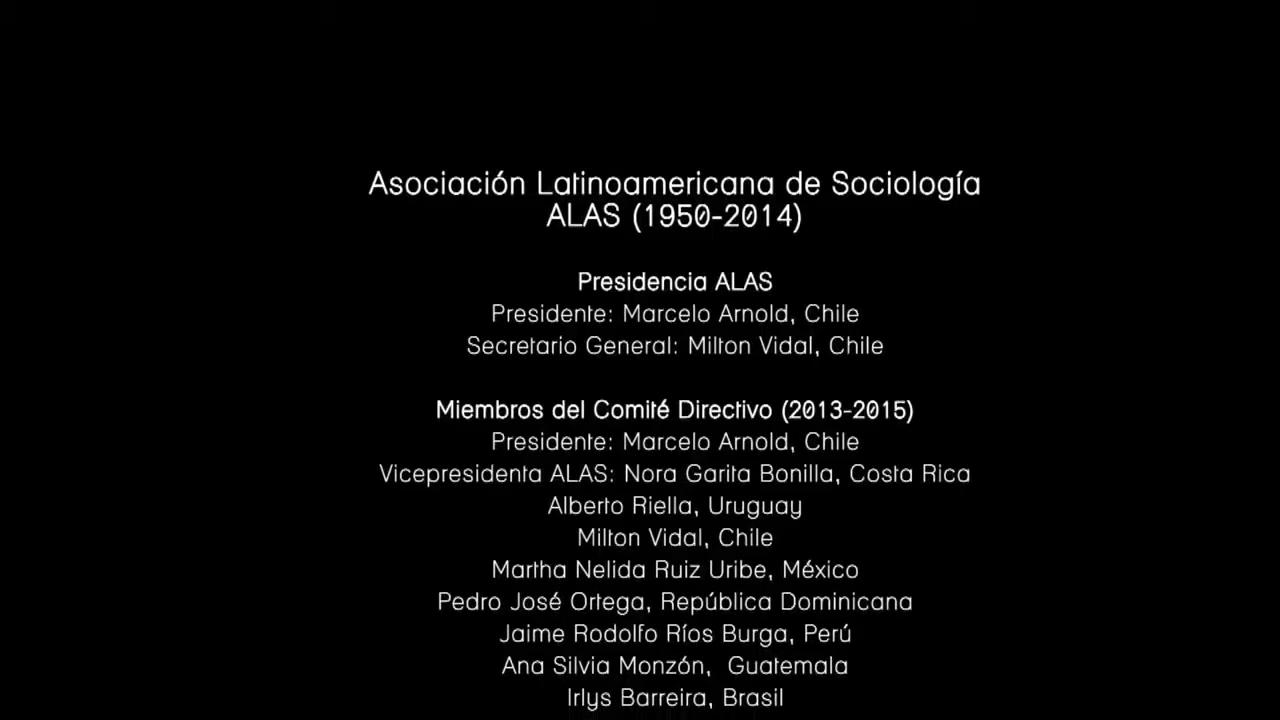 Asociación Latinoamericana de Sociología
ALAS (1950-2014)
Presidencia ALAS
Presidente: Marcelo Arnold, Chile
Secretario General: Milton Vidal, Chile
Miembros del Comité Directivo (2013-2015)
Presidente: Marcelo Arnold, Chile
Vicepresidenta ALAS: Nora Garita Bonilla, Costa Rica
Alberto Riella, Uruguay
Milton Vidal, Chile
Martha Nelida Ruiz Uribe, México
Pedro José Ortega, República Dominicana
Jaime Rodolfo Ríos Burga, Perú
Ana Silvia Monzón,  Guatemala
Irlys Barreira, Brasil